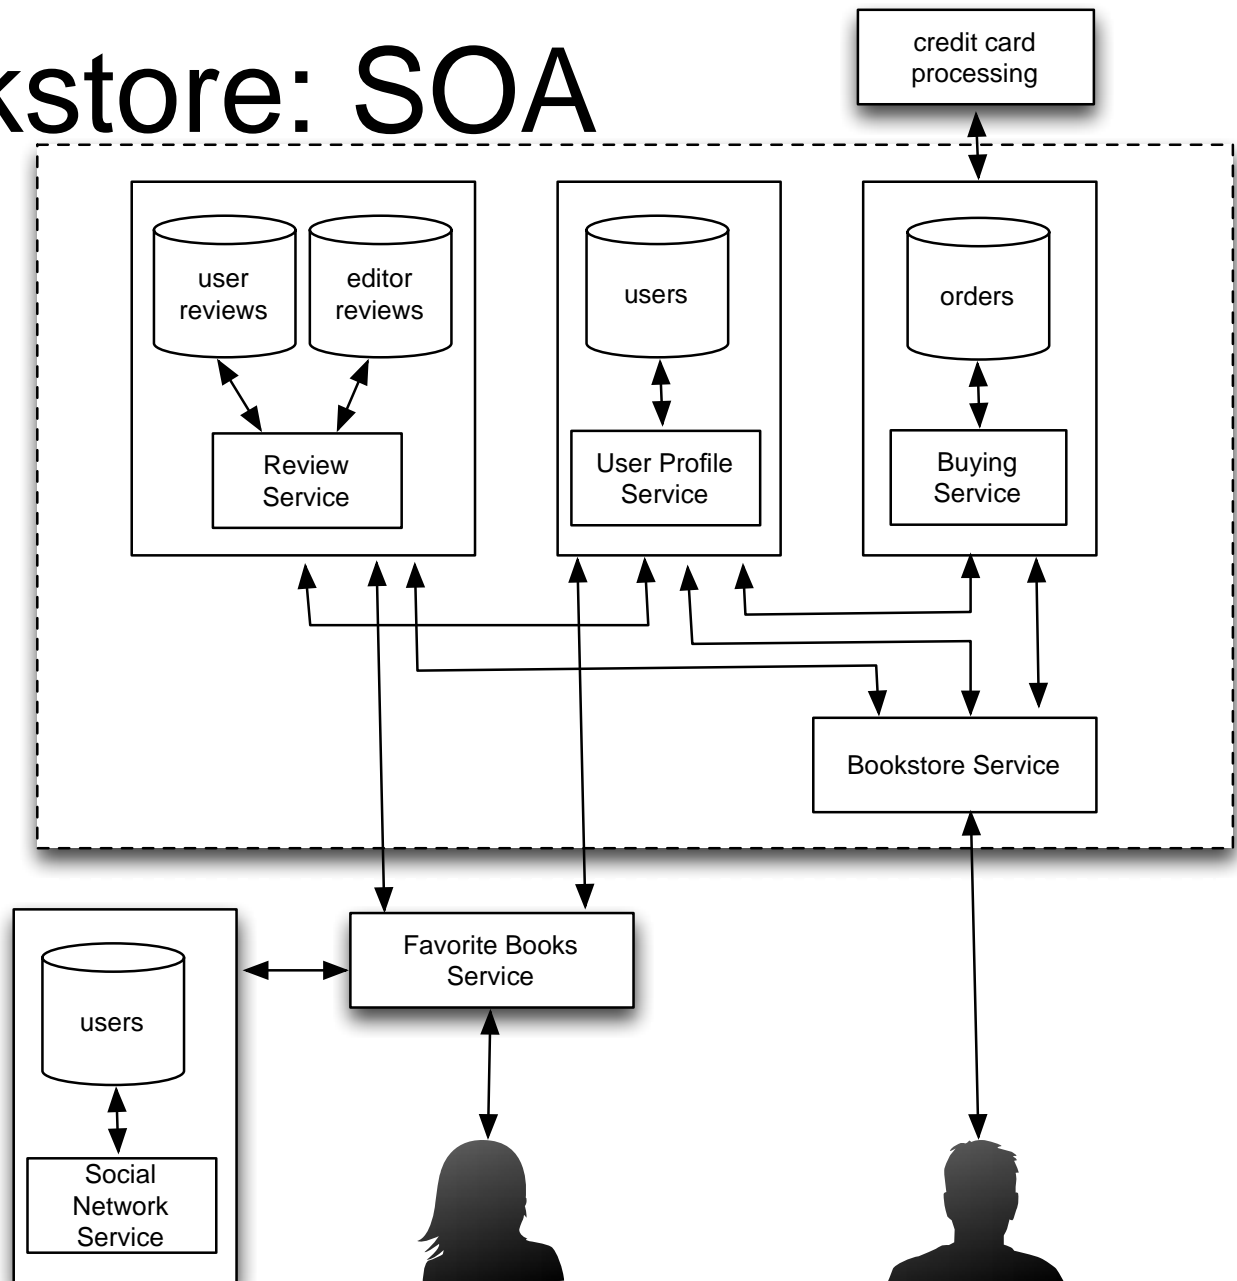 kstore: SOA
credit card
processing
user
reviews
editor
reviews
users
orders
Review
Service
User Profile
Service
Buying
Service
Bookstore Service
Favorite Books
Service
users
Social
Network
Service